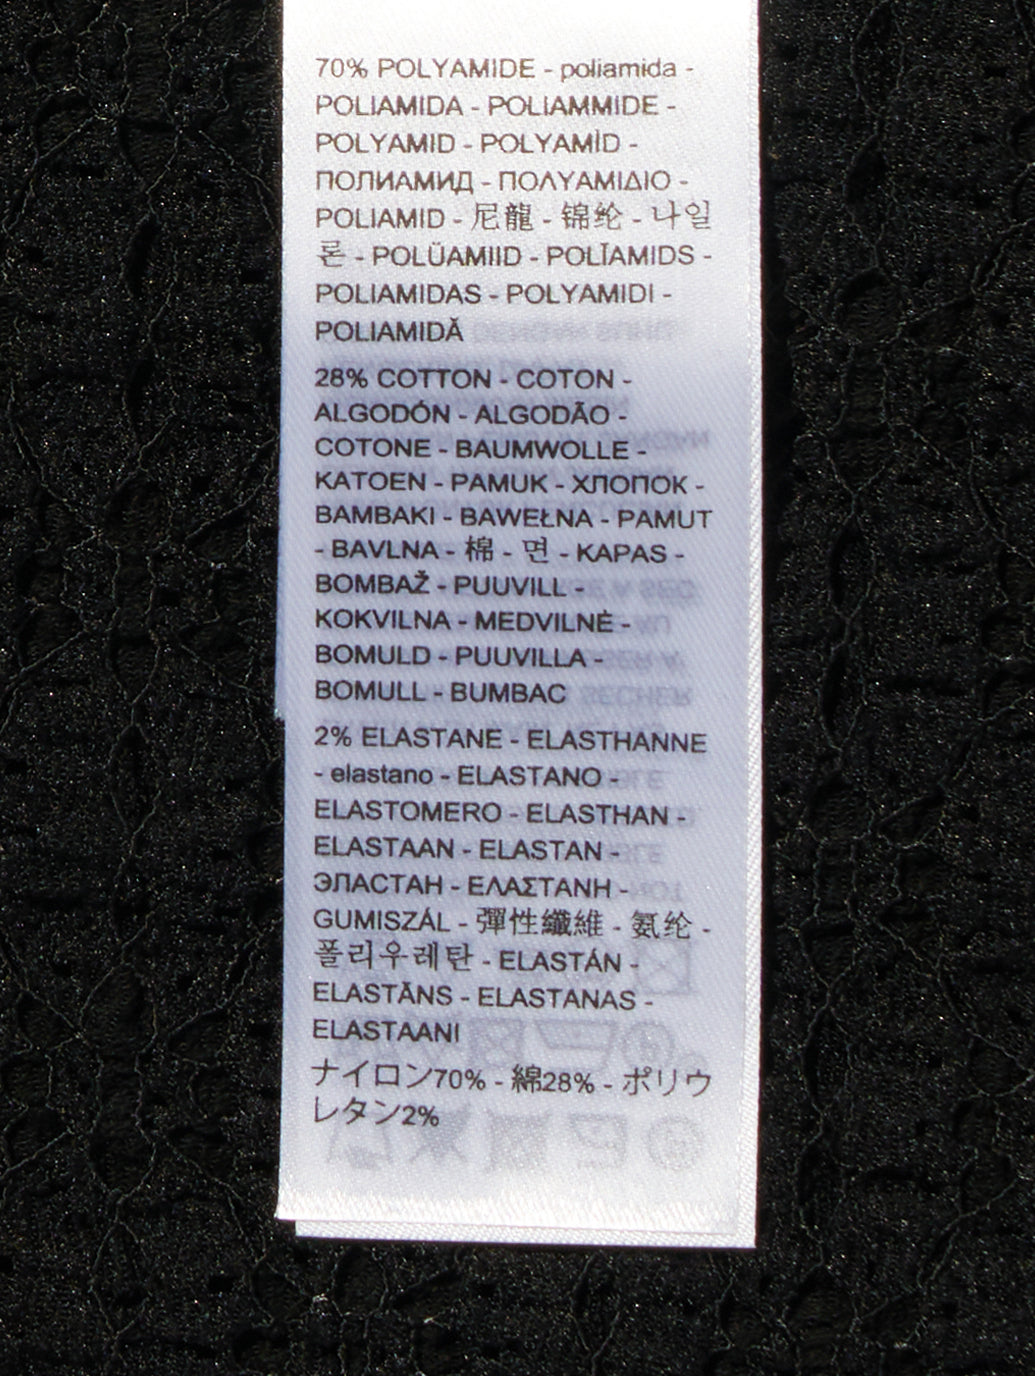 70% POLYAMIDE - poliamida -
POLIAMIDA - POLIAMMIDE -
POLYAMID - POLYAMİD -
ПОЛИАМИД - ΠΟΛΥΑΜΙΔΙΟ -
POLIAMID - 尼龍 - 锦纶 - 나일
론 - POLÜAMIID - POLĪAMIDS -
POLIAMIDAS - POLYAMIDI -
POLIAMIDĂ
28% COTTON - COTON -
ALGODÓN - ALGODÃO -
COTONE - BAUMWOLLE -
KATOEN - PAMUK - ХЛОПОК -
BAMBAKI - BAWEŁNA - PAMUT
- BAVLNA - 棉 - 면 - KAPAS -
BOMBAŽ - PUUVILL -
KOKVILNA - MEDVILNĖ -
BOMULD - PUUVILLA -
BOMULL - BUMBAC
2% ELASTANE - ELASTHANNE
- elastano - ELASTANO -
ELASTOMERO - ELASTHAN -
ELASTAAN - ELASTAN -
ЭЛАСТАН - ΕΛΑΣΤΑΝΗ -
GUMISZÁL - 彈性纖維 - 氨纶 -
폴리우레탄 - ELASTÁN -
ELASTĀNS - ELASTANAS -
ELASTAANI
ナイロン70% - 綿28% - ポリウ
レタン2%